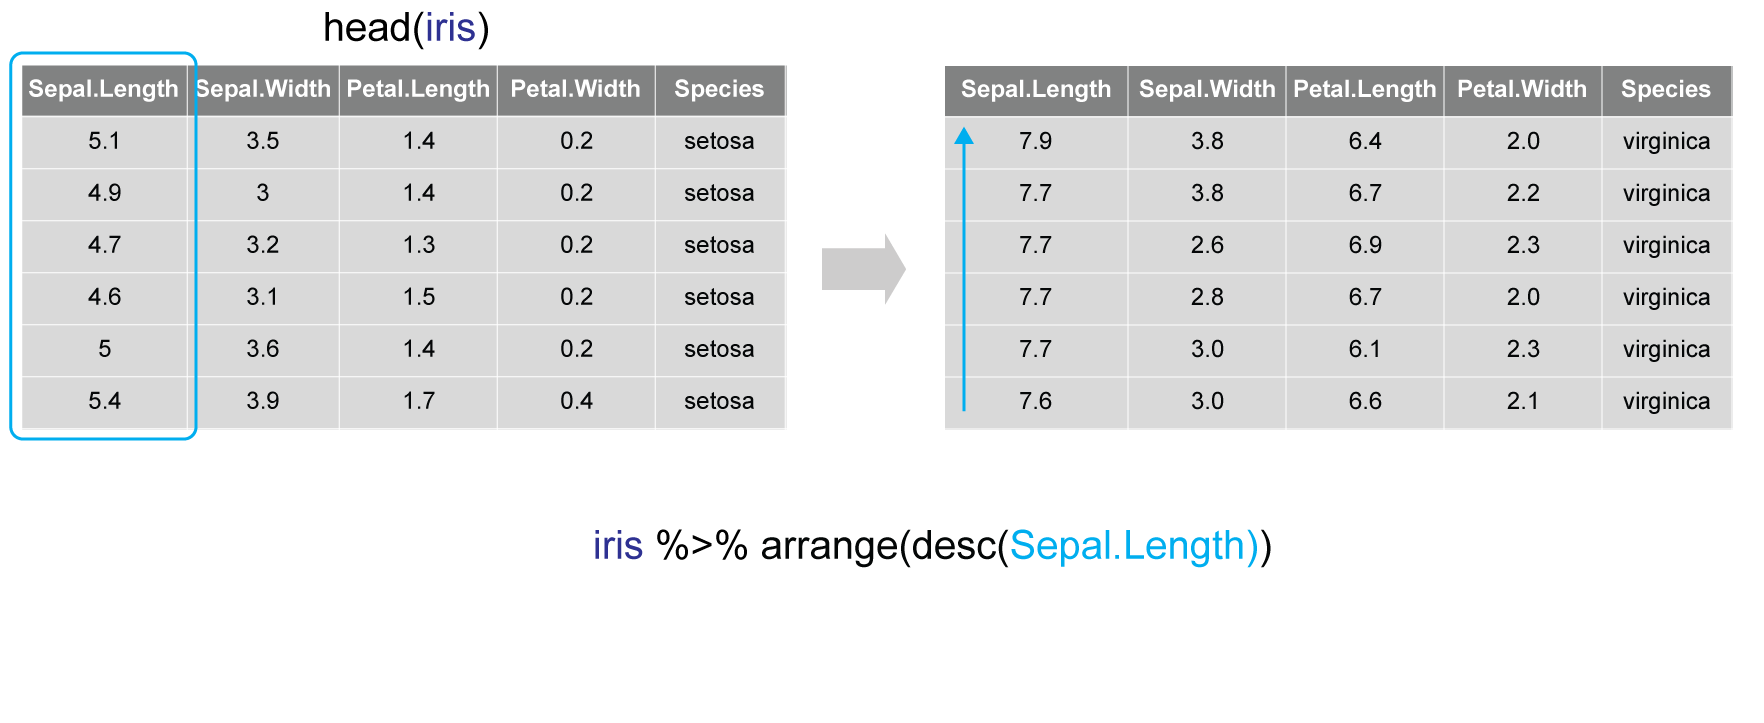 head(iris)
Sepal.Length Sepal.Width Petal.Length Petal.Width Species
5.1 3.5 1.4 0.2 setosa
4.9 3 1.4 0.2 setosa
4.7 3.2 1.3 0.2 setosa
4.6 3.1 1.5 0.2 setosa
5 3.6 1.4 0.2 setosa
5.4 3.9 1.7 0.4 setosa
Sepal.Length Sepal.Width Petal.Length Petal.Width Species
7.9 3.8 6.4 2.0 virginica
7.7 3.8 6.7 2.2 virginica
7.7 2.6 6.9 2.3 virginica
7.7 2.8 6.7 2.0 virginica
7.7 3.0 6.1 2.3 virginica
7.6 3.0 6.6 2.1 virginica
iris %>% arrange(desc(Sepal.Length))